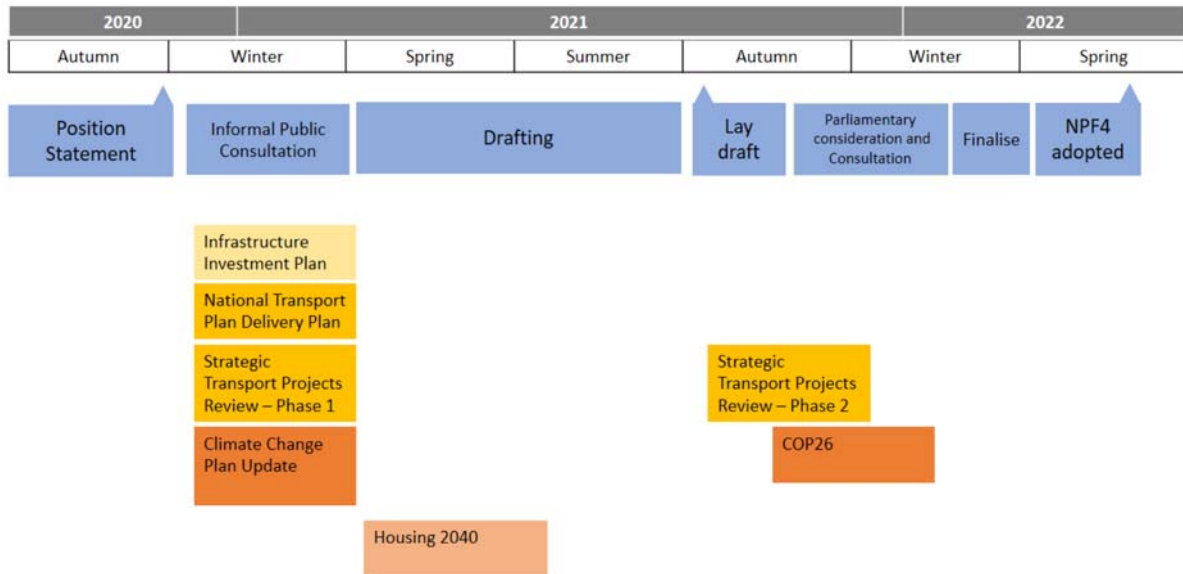 2020 2021 2022
Autumn Winter Spring Summer Autumn Winter Spring
Position
Statement
Informal Public
Consultation
Drafting
Lay
draft
Parliamentary
consideration and
Consultation
Finalise
NPF4
adopted
Infrastructure
Investment Plan
National Transport
Plan Delivery Plan
Strategic
Transport Projects
Review – Phase 1
Strategic
Transport Projects
Review – Phase 2
Climate Change
Plan Update
COP26
Housing 2040